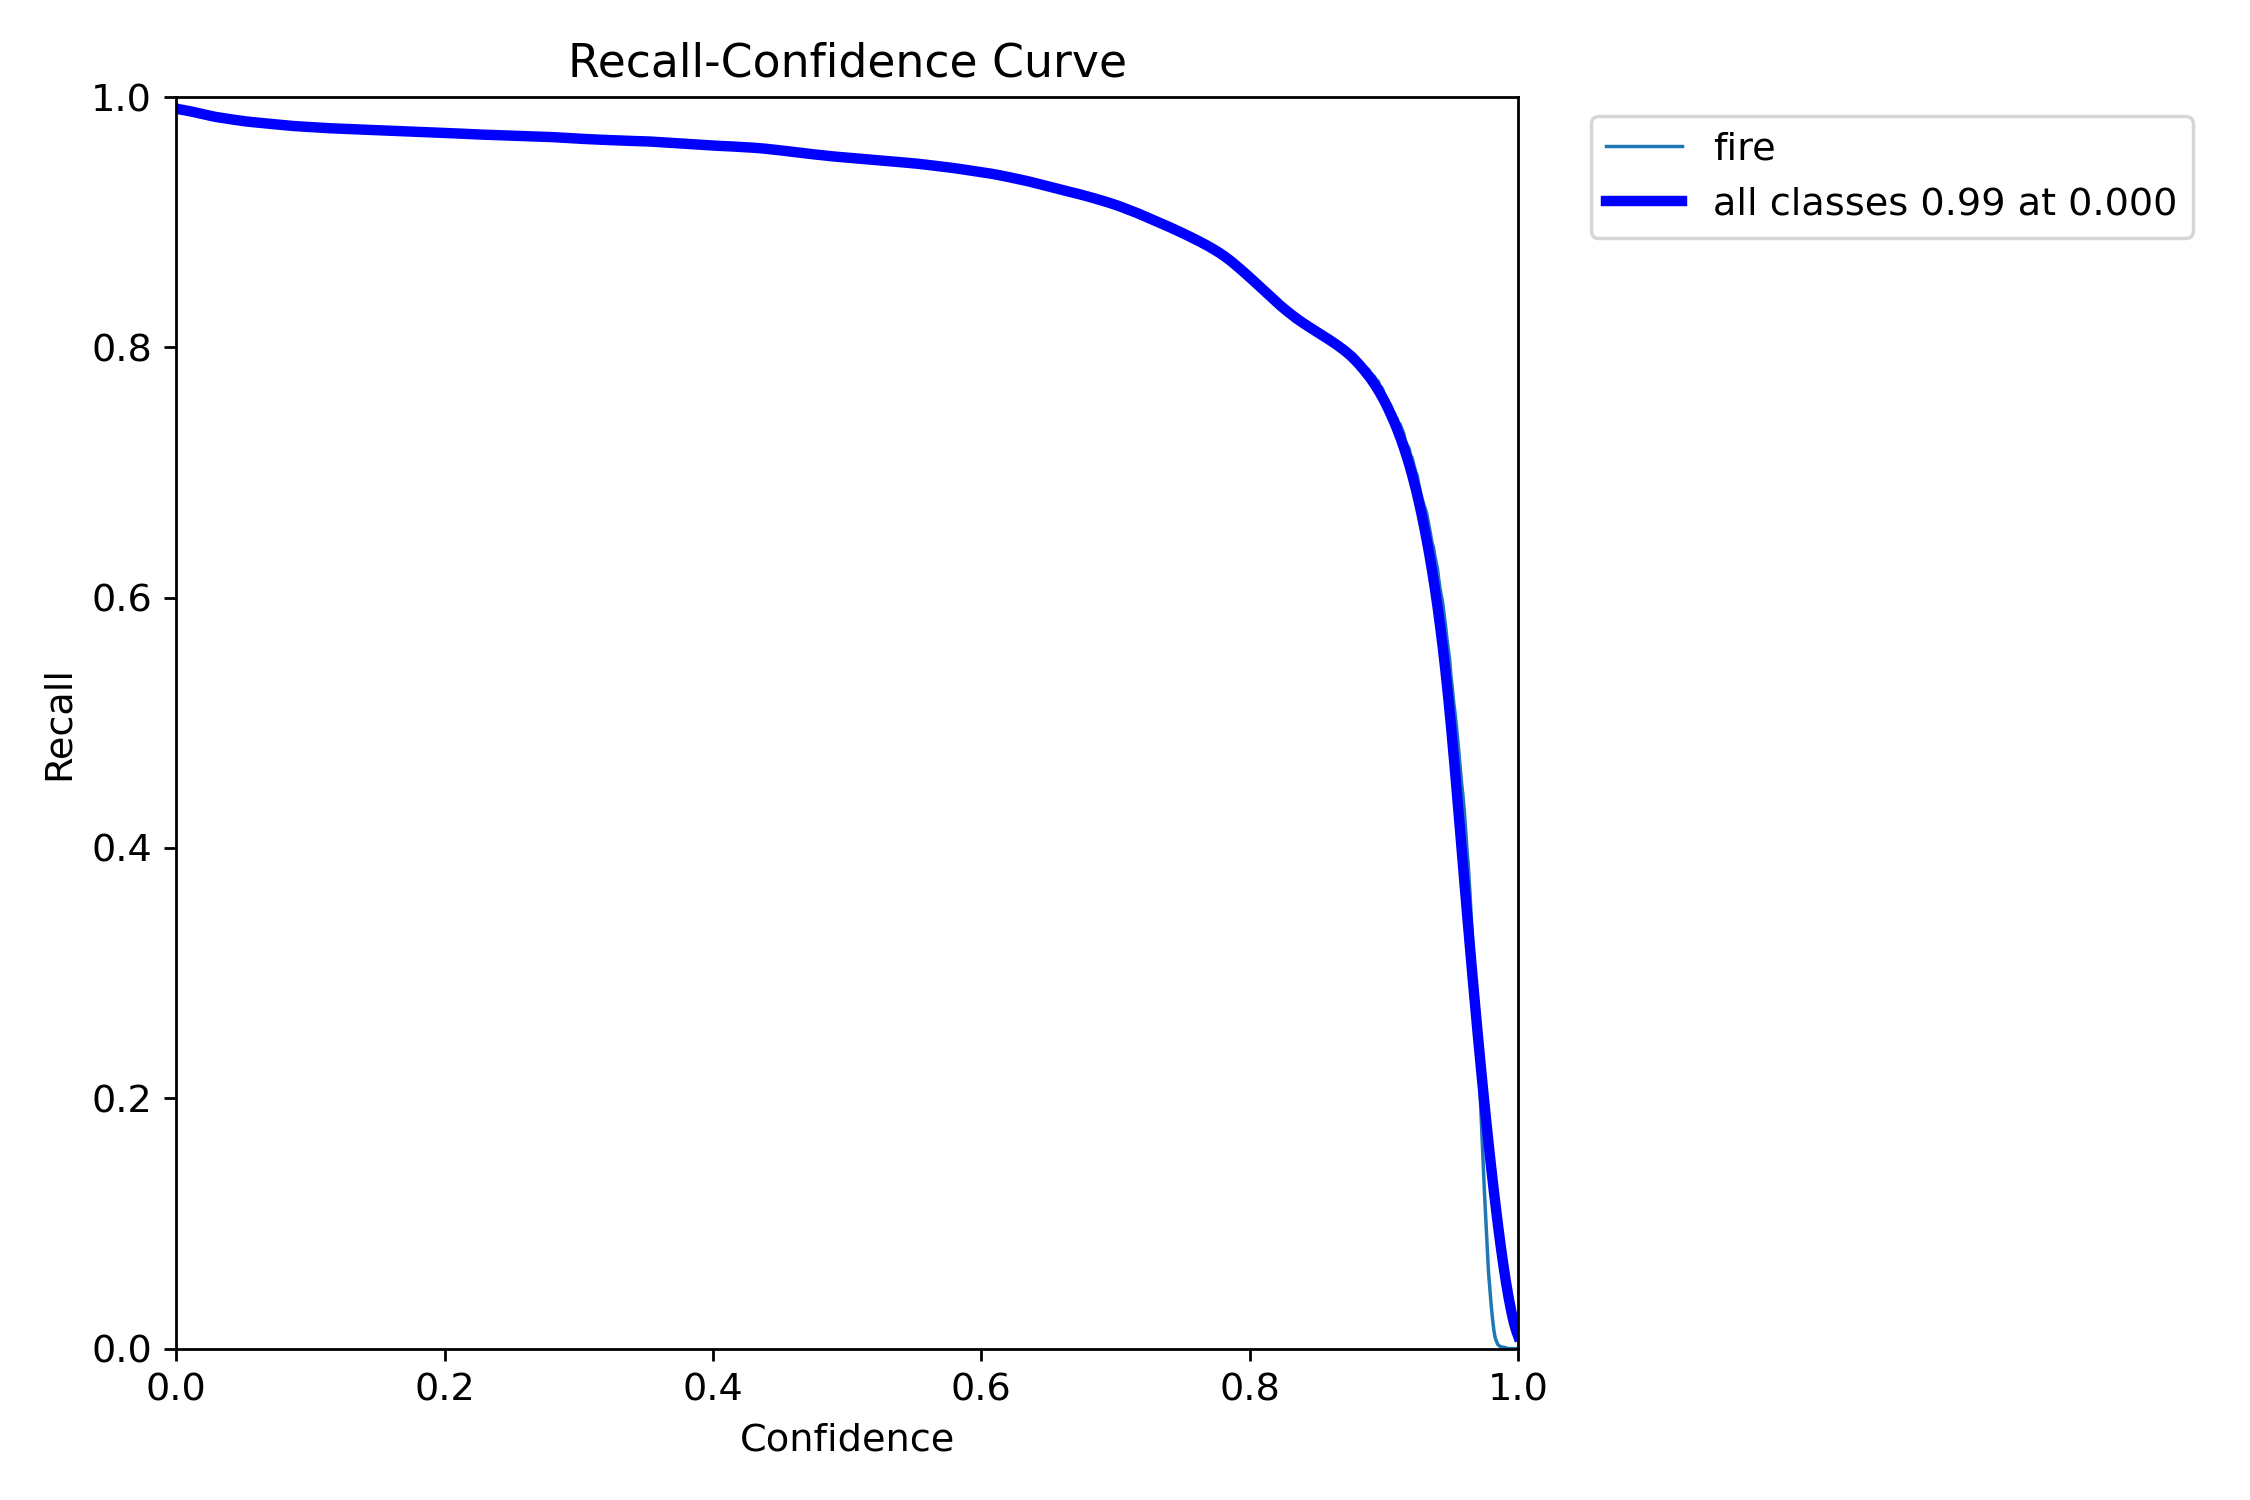 Recall-Confidence Curve
fire
all classes 0.99 at 0.000
1.0
0.8
0.6
0.4
0.2
0.0
Recall
0.0 0.2 0.4 0.6 0.8 1.0
Confidence